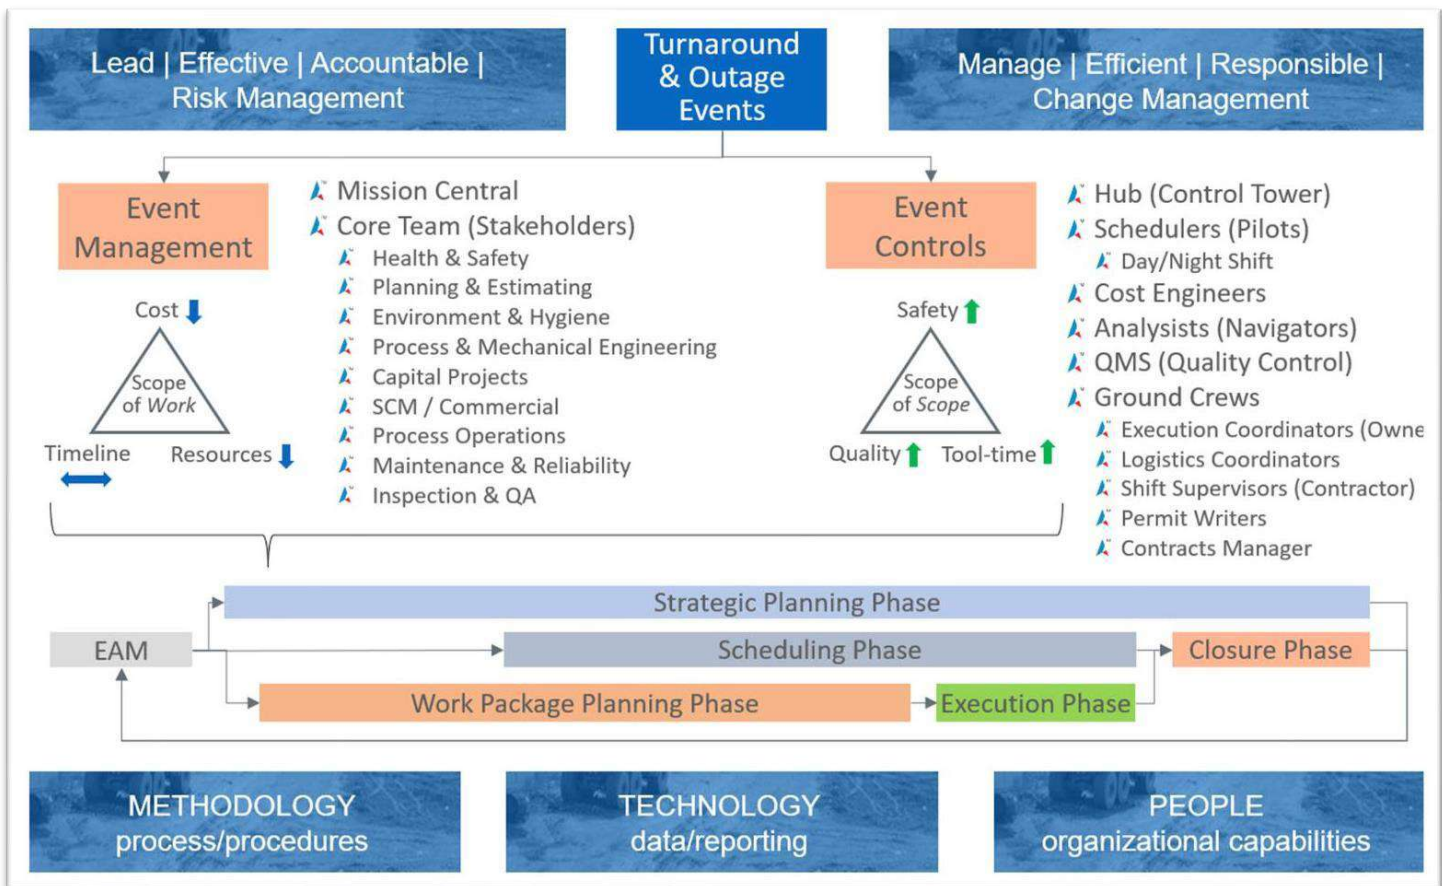 Lead | Effective | Accountable |
Risk Management
Turnaround
& Outage
Events
Manage | Efficient | Responsible |
Change Management
Event
Management
Mission Central
Core Team (Stakeholders)
Health & Safety
Planning & Estimating
Environment & Hygiene
Process & Mechanical Engineering
Capital Projects
SCM / Commercial
Process Operations
Maintenance & Reliability
Inspection & QA
Cost
Scope
of Work
Timeline
Resources
Event
Controls
Hub (Control Tower)
Schedulers (Pilots)
Day/Night Shift
Cost Engineers
Analysists (Navigators)
QMS (Quality Control)
Ground Crews
Execution Coordinators (Owne
Logistics Coordinators
Shift Supervisors (Contractor)
Permit Writers
Contracts Manager
Safety
Scope
of Scope
Quality
Tool-time
Strategic Planning Phase
EAM
Scheduling Phase
Closure Phase
Work Package Planning Phase
Execution Phase
METHODOLOGY
process/procedures
TECHNOLOGY
data/reporting
PEOPLE
organizational capabilities